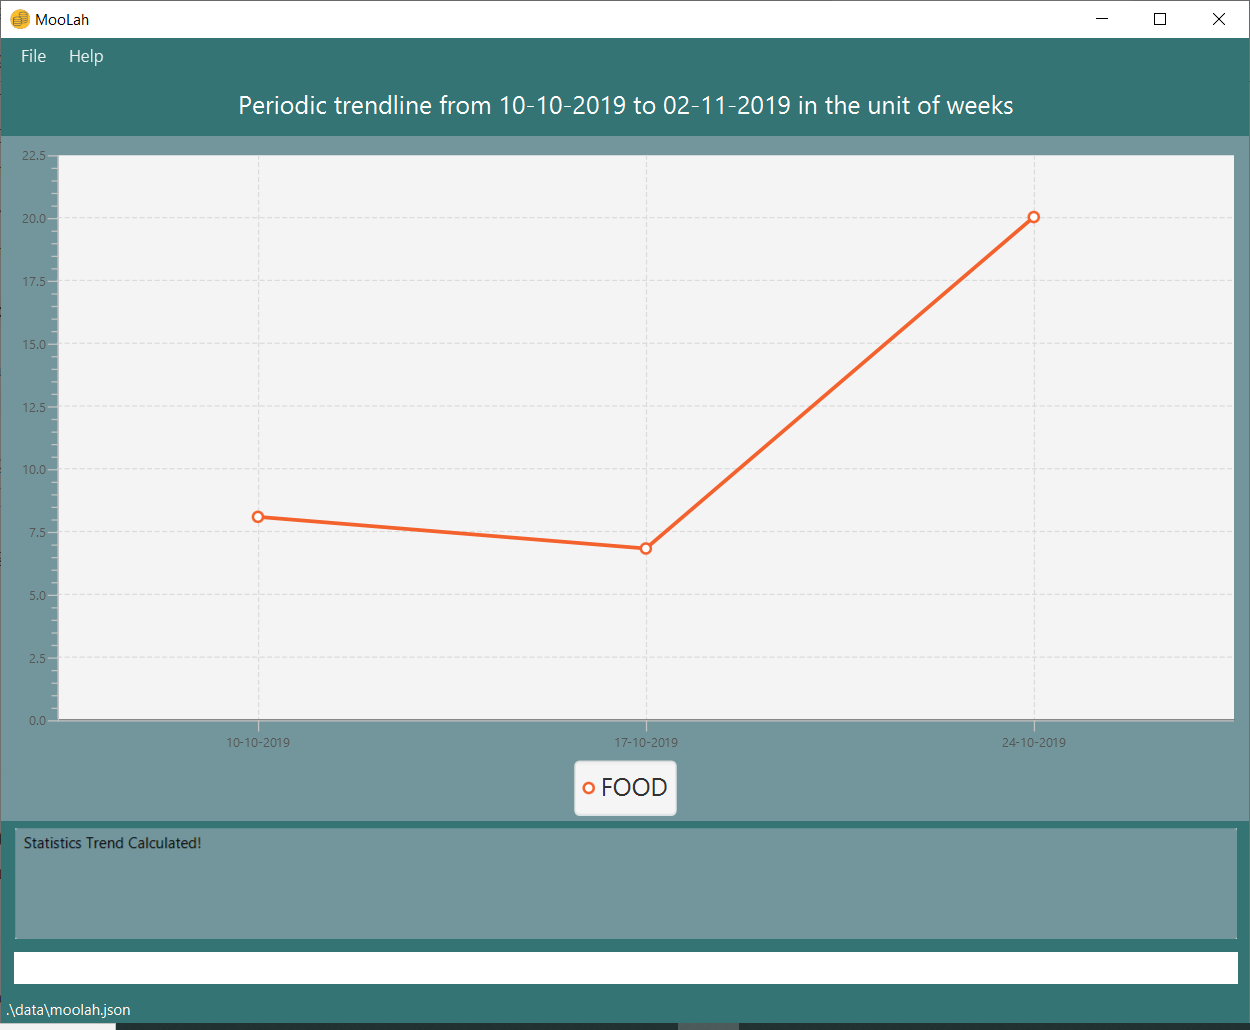 MooLah
File Help
Periodic trendline from 10-10-2019 to 02-11-2019 in the unit of weeks
22.5
20.0
17.5
15.0
12.5
10.0
7.5
5.0
2.5
0.0
10-10-2019 17-10-2019 24-10-2019
FOOD
Statistics Trend Calculated!
.\data\moolah.json